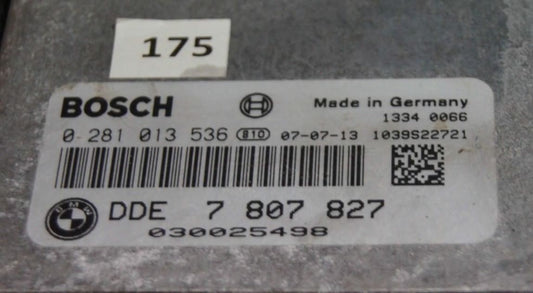 175
BOSCH
Made in Germany
1334 0066
0 281 013 536 810 07-07-13 1039S22721
BMW DDE 7 807 827
030025498